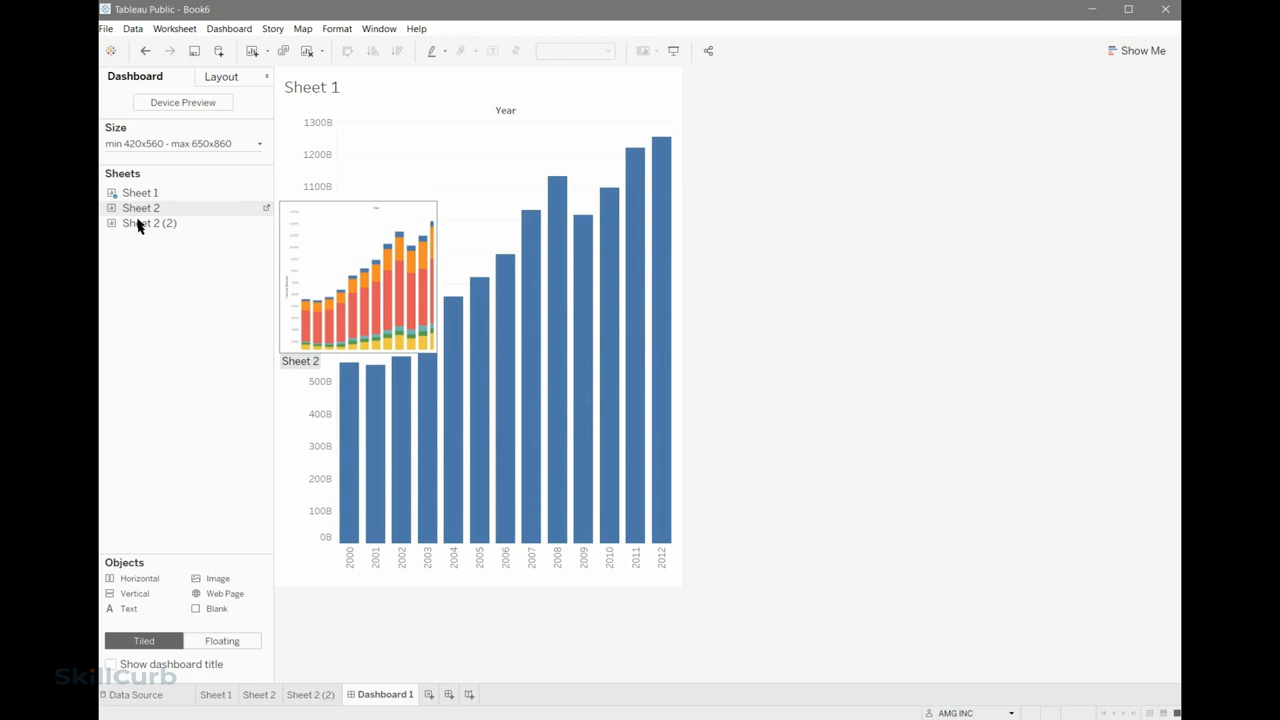 Tableau Public - Book6
File Data Worksheet Dashboard Story Map Format Window Help
Show Me
Dashboard Layout
Device Preview
Size
min 420x560 - max 650x860
Sheets
Sheet 1
Sheet 2
Sheet 2 (2)
Sheet 1
Year
1300B
1200B
1100B
Sheet 2
500B
400B
300B
200B
100B
0B
2000 2001 2002 2003 2004 2005 2006 2007 2008 2009 2010 2011 2012
Objects
Horizontal Image
Vertical Web Page
A Text Blank
Tiled Floating
Show dashboard title
SkillCurb
Data Source Sheet 1 Sheet 2 Sheet 2 (2) Dashboard 1
AMG INC